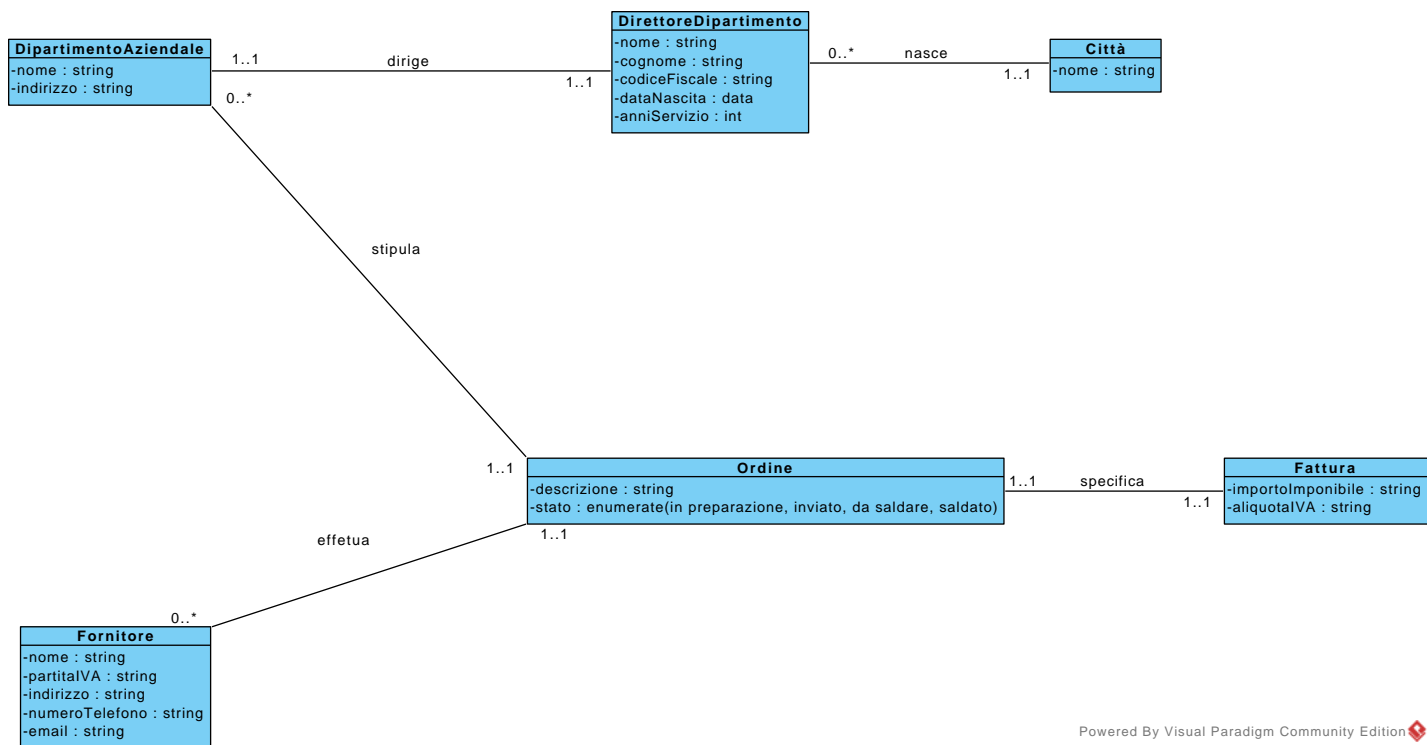 DipartimentoAziendale
-nome : string
-indirizzo : string
1..1
dirige
1..1
0..*
DirettoreDipartimento
-nome : string
-cognome : string
-codiceFiscale : string
-dataNascita : data
-anniServizio : int
0..*
nasce
1..1
Città
-nome : string
stipula
1..1
Ordine
-descrizione : string
-stato : enumerate(in preparazione, inviato, da saldare, saldato)
1..1
specifica
1..1
Fattura
-importoImponibile : string
-aliquotaIVA : string
1..1
effetua
0..*
Fornitore
-nome : string
-partitaIVA : string
-indirizzo : string
-numeroTelefono : string
-email : string
Powered By Visual Paradigm Community Edition